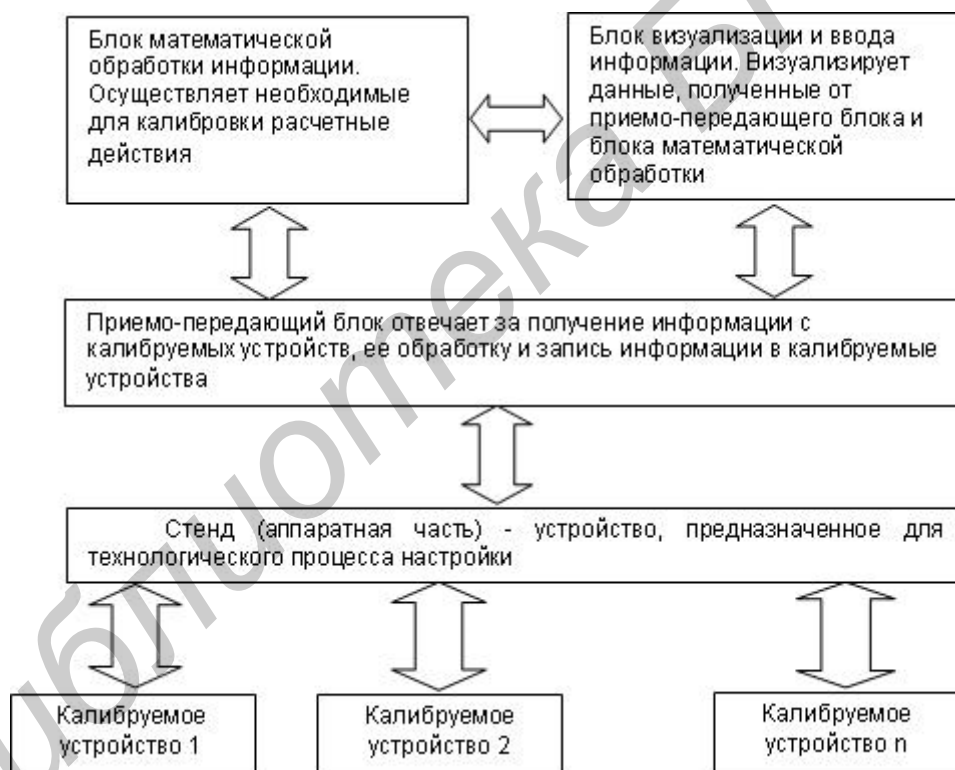 Блок математической
обработки информации.
Осуществляет необходимые
для калибровки расчетные
действия
Блок визуализации и ввода
информации. Визуализирует
данные, полученные от
приемо-передающего блока и
блока математической
обработки
Приемо-передающий блок отвечает за получение информации с
калибруемых устройств, ее обработку и запись информации в калибруемые
устройства
Стенд (аппаратная часть) - устройство, предназначенное для
технологического процесса настройки
Калибруемое
устройство 1
Калибруемое
устройство 2
Калибруемое
устройство n